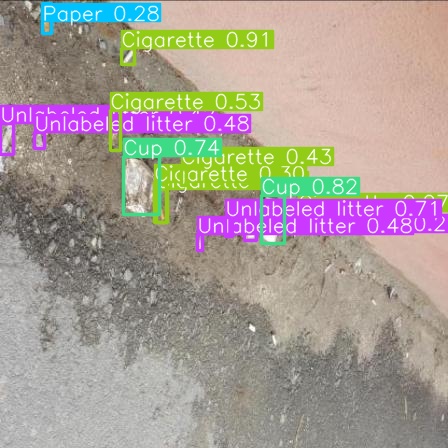 Paper 0.28
Cigarette 0.91
Cigarette 0.53
Unlabeled litter 0.48
Cup 0.74
Cigarette 0.43
Cigarette 0.30
Cup 0.82
Unlabeled litter 0.71
Unlabeled litter 0.48